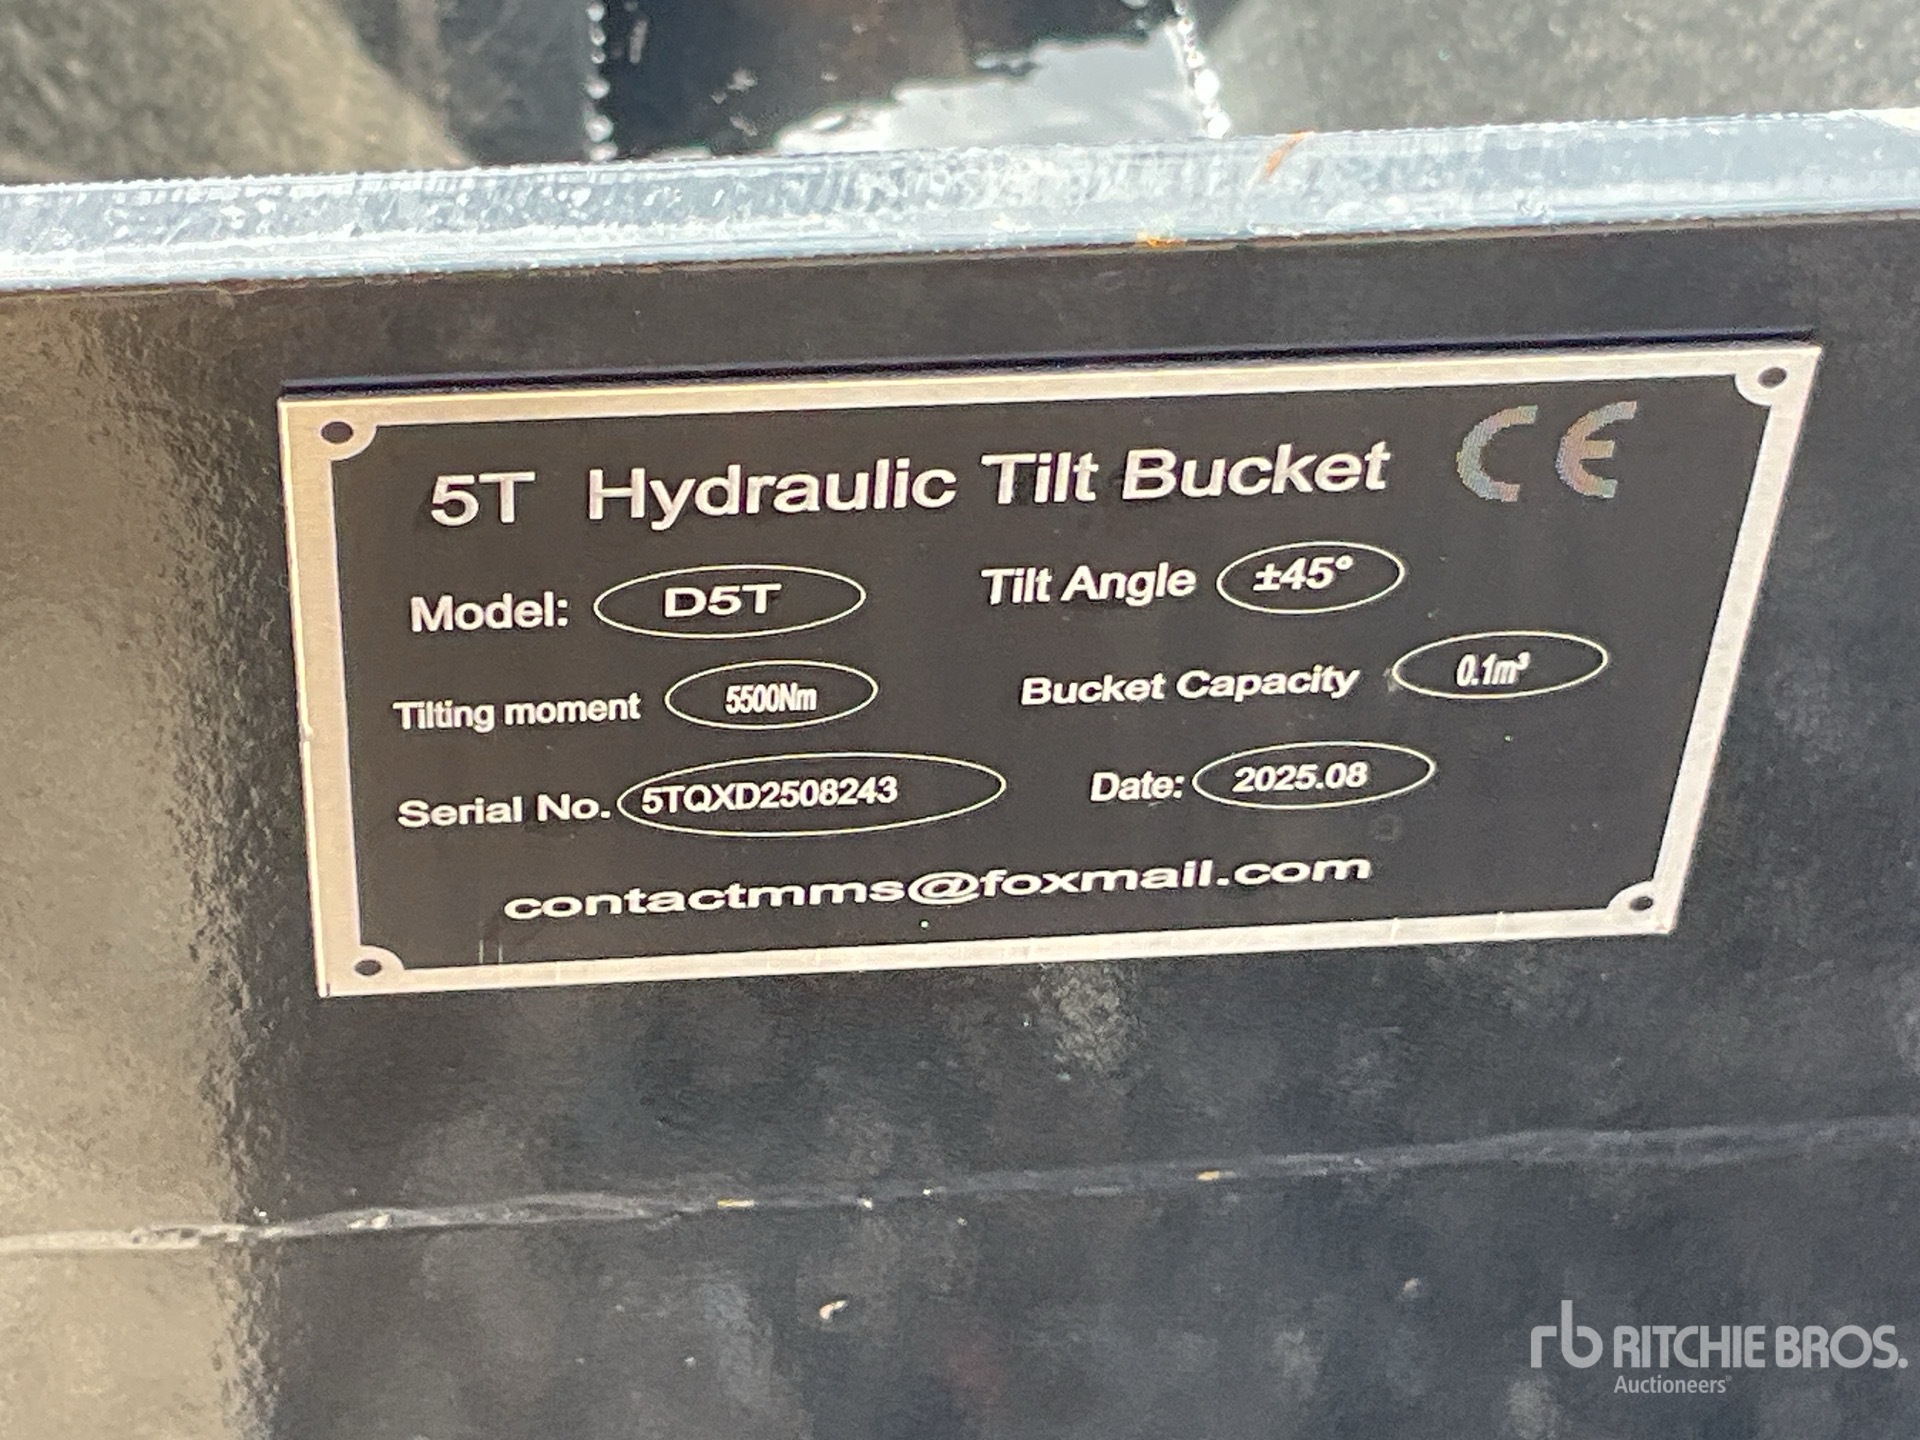 5T Hydraulic Tilt Bucket CE
Model: D5T Tilt Angle ±45°
Tilting moment 5500Nm Bucket Capacity 0.1m³
Serial No. 5TQXD2508243 Date: 2025.08
contactmms@foxmail.com
rb RITCHIE BROS.
Auctioneers